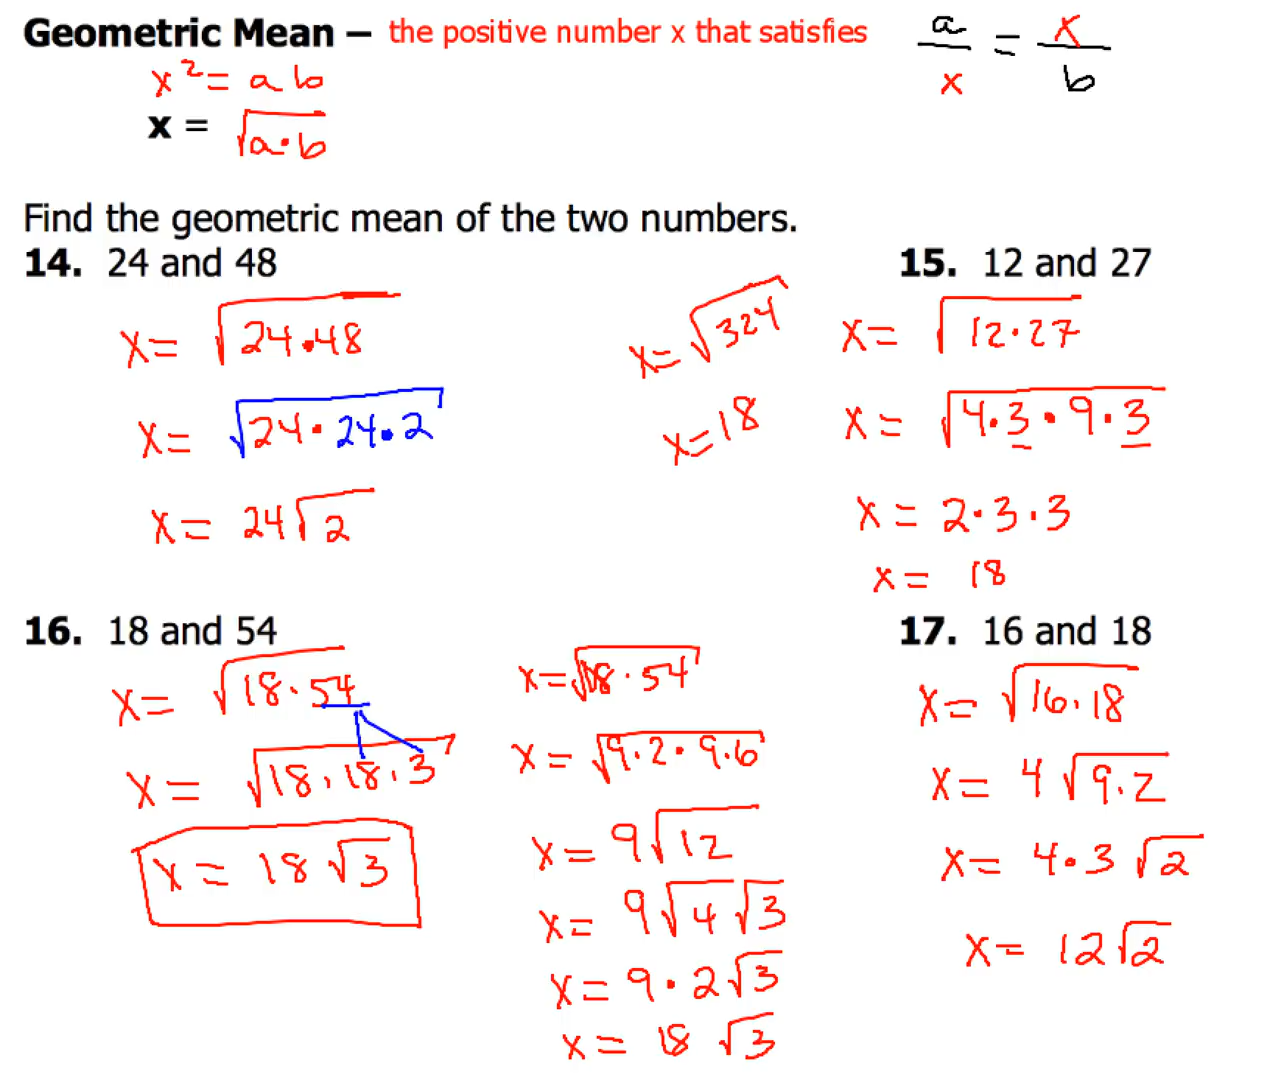 Geometric Mean – the positive number x that satisfies a/x = x/b
x² = ab
x = √(a·b)
Find the geometric mean of the two numbers.
14. 24 and 48
x = √(24·48)
x = √(24·24·2)
x = 24√2
15. 12 and 27
x = √(12·27)
x = √(4·3·9·3)
x = 2·3·3
x = 18
x = √324
x = 18
16. 18 and 54
x = √(18·54)
x = √(18·18·3)
x = 18√3
x = √(18·54)
x = √(9·2·9·6)
x = 9√12
x = 9√4√3
x = 9·2√3
x = 18√3
17. 16 and 18
x = √(16·18)
x = 4√(9·2)
x = 4·3√2
x = 12√2